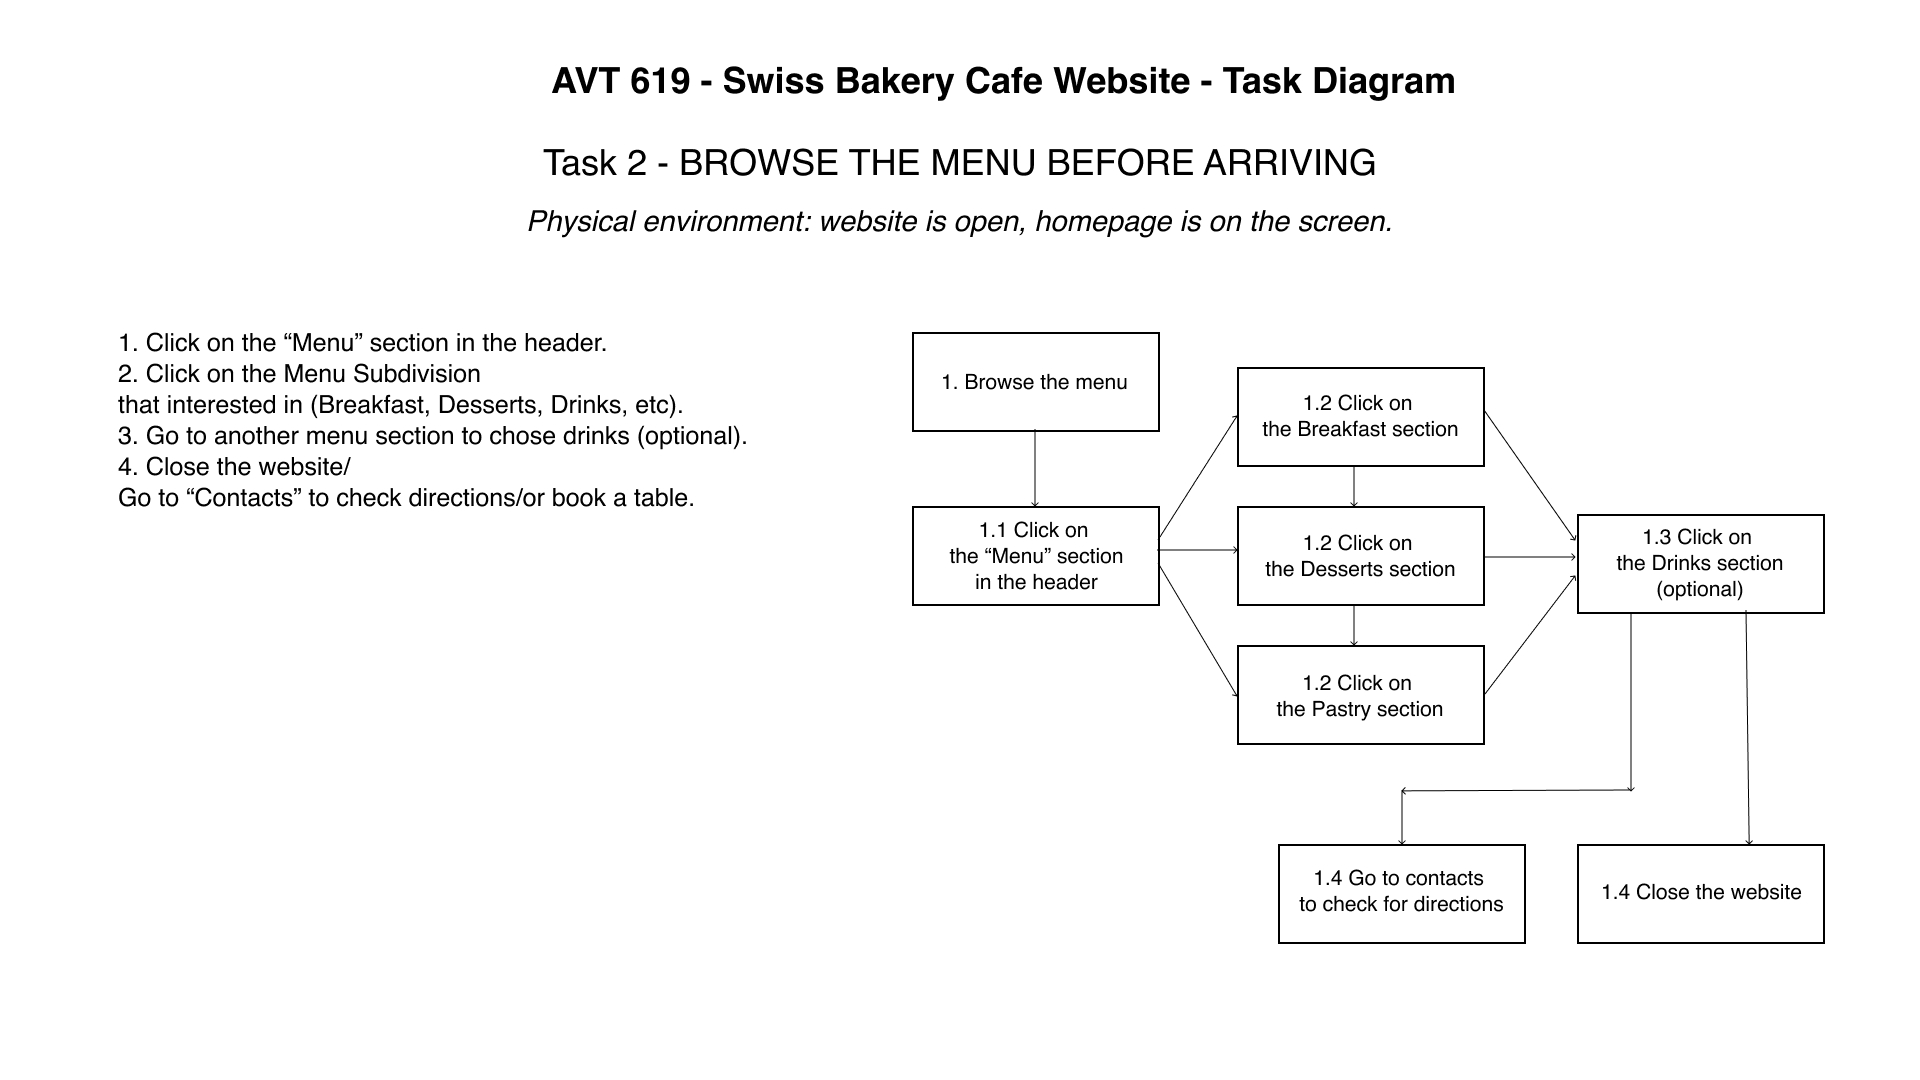 AVT 619 - Swiss Bakery Cafe Website - Task Diagram
Task 2 - BROWSE THE MENU BEFORE ARRIVING
Physical environment: website is open, homepage is on the screen.
1. Click on the “Menu” section in the header.
2. Click on the Menu Subdivision
that interested in (Breakfast, Desserts, Drinks, etc).
3. Go to another menu section to chose drinks (optional).
4. Close the website/
Go to “Contacts” to check directions/or book a table.
1. Browse the menu
1.1 Click on
the “Menu” section
in the header
1.2 Click on
the Breakfast section
1.2 Click on
the Desserts section
1.2 Click on
the Pastry section
1.3 Click on
the Drinks section
(optional)
1.4 Go to contacts
to check for directions
1.4 Close the website